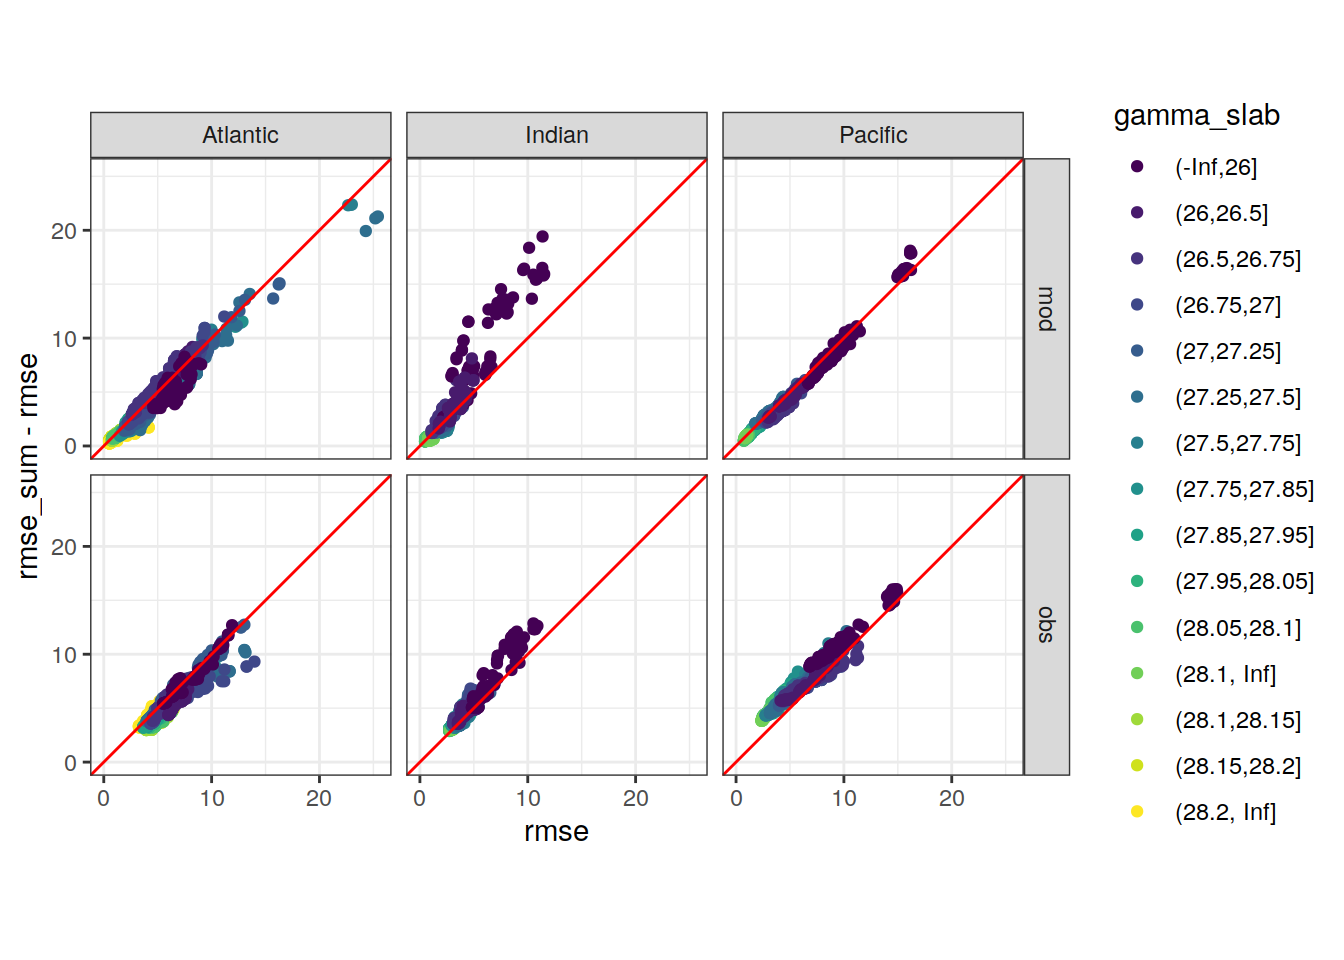 Atlantic
Indian
Pacific
mod
obs
rmse_sum - rmse
20
10
0
20
10
0
0
10
20
0
10
20
0
10
20
rmse
gamma_slab
(-Inf,26]
(26,26.5]
(26.5,26.75]
(26.75,27]
(27,27.25]
(27.25,27.5]
(27.5,27.75]
(27.75,27.85]
(27.85,27.95]
(27.95,28.05]
(28.05,28.1]
(28.1, Inf]
(28.1,28.15]
(28.15,28.2]
(28.2, Inf]